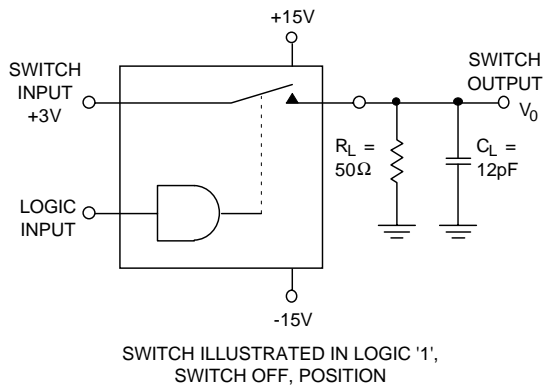 +15V
SWITCH
INPUT
+3V
SWITCH
OUTPUT
V0
RL =
50Ω
CL =
12pF
LOGIC
INPUT
-15V
SWITCH ILLUSTRATED IN LOGIC '1',
SWITCH OFF, POSITION